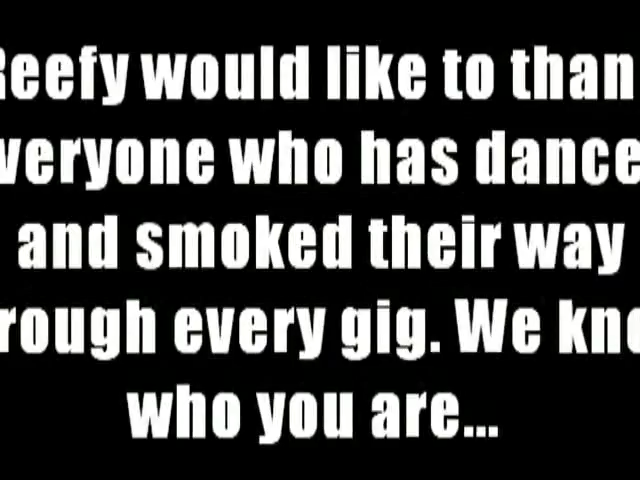 Reefy would like to than
veryone who has dance
and smoked their way
rough every gig. We kno
who you are...